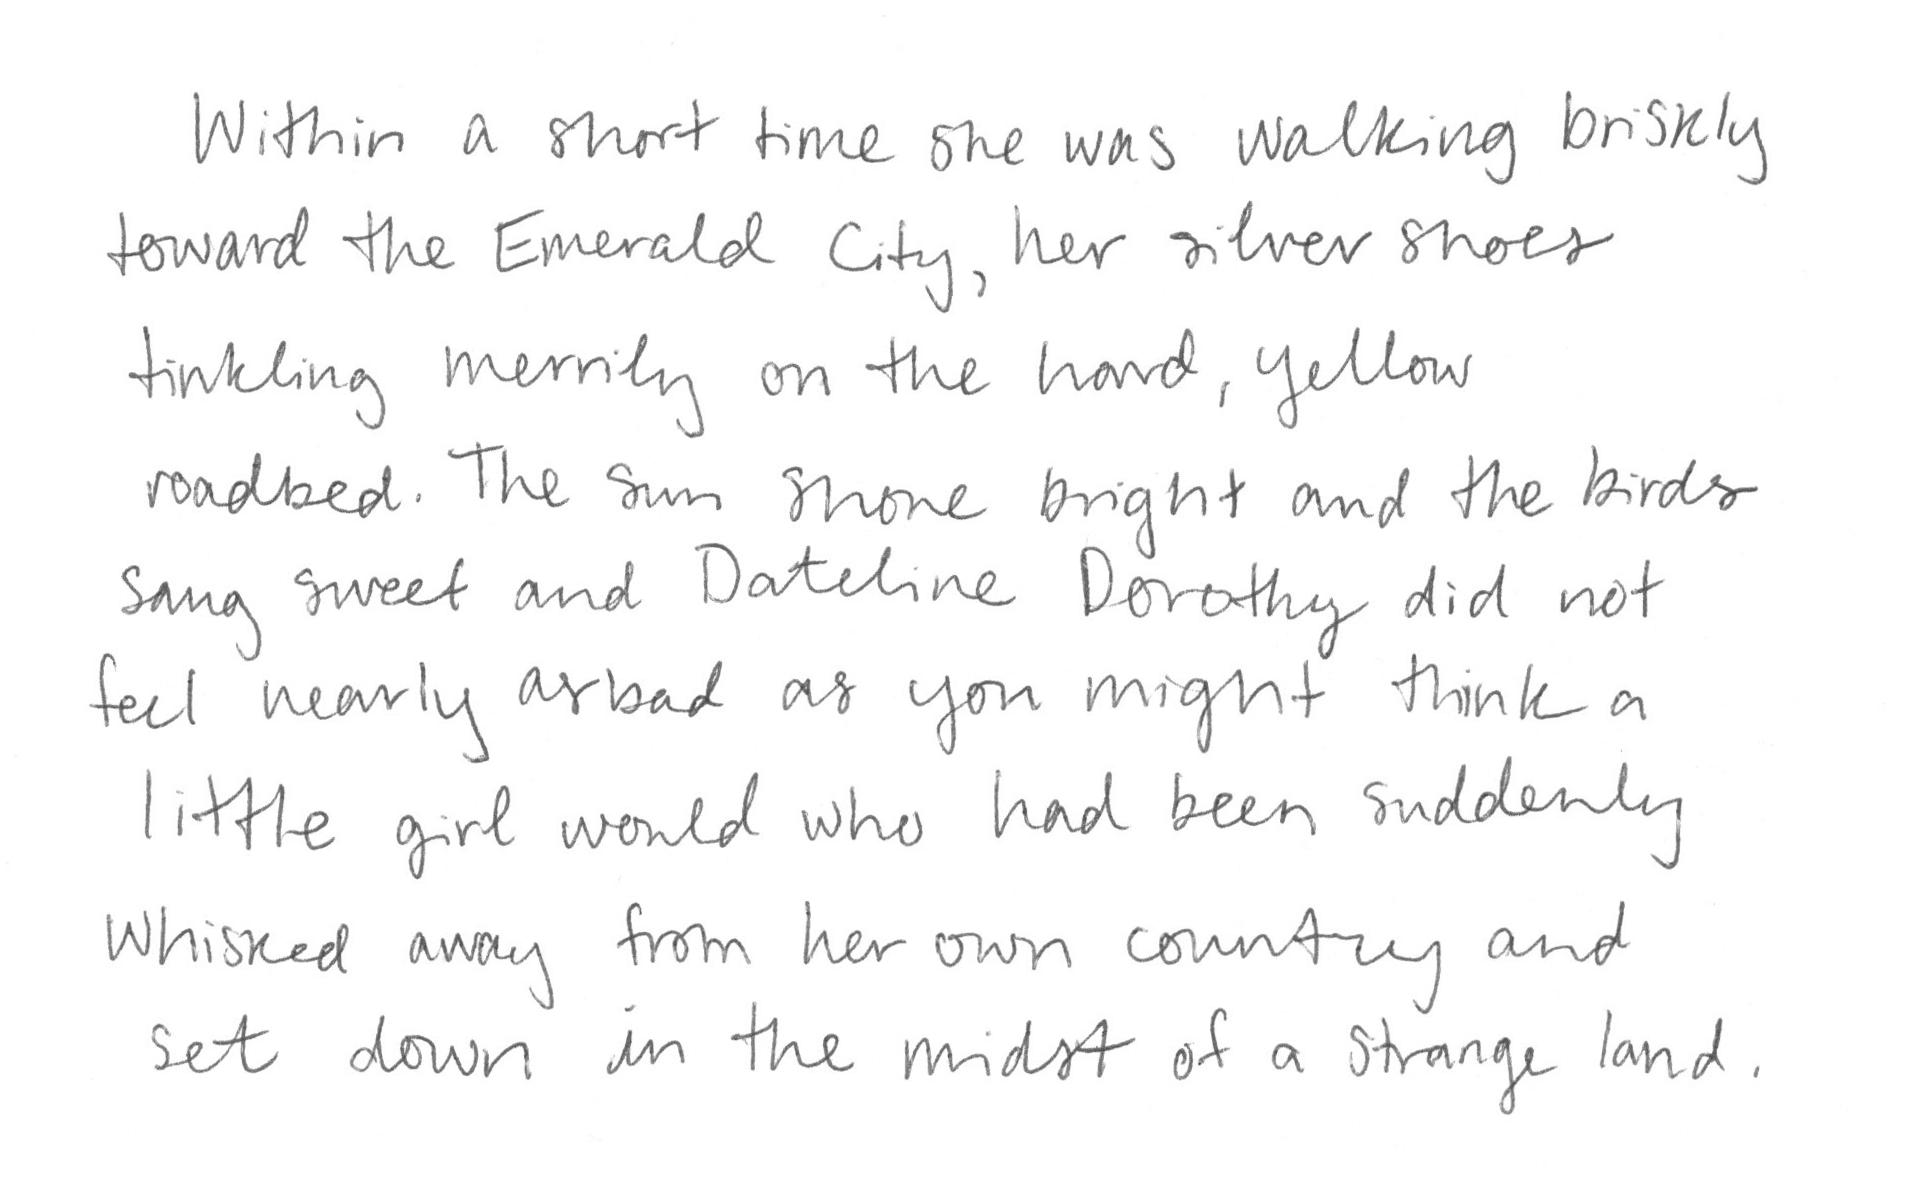 Within a short time she was walking briskly
toward the Emerald City, her silver shoes
tinkling merrily on the hard, yellow
roadbed. The sun shone bright and the birds
sang sweet and Dateline Dorothy did not
feel nearly as bad as you might think a
little girl would who had been suddenly
whisked away from her own country and
set down in the midst of a strange land.